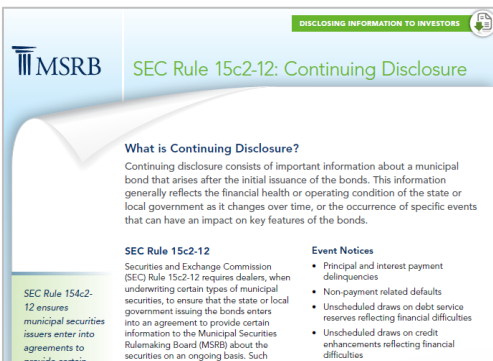 DISCLOSING INFORMATION TO INVESTORS
MSRB
SEC Rule 15c2-12: Continuing Disclosure
What is Continuing Disclosure?
Continuing disclosure consists of important information about a municipal
bond that arises after the initial issuance of the bonds. This information
generally reflects the financial health or operating condition of the state or
local government as it changes over time, or the occurrence of specific events
that can have an impact on key features of the bonds.
SEC Rule 15c2-12
Securities and Exchange Commission
(SEC) Rule 15c2-12 requires dealers, when
underwriting certain types of municipal
securities, to ensure that the state or local
government issuing the bonds enters
into an agreement to provide certain
information to the Municipal Securities
Rulemaking Board (MSRB) about the
securities on an ongoing basis. Such
Event Notices
• Principal and interest payment
delinquencies
• Non-payment related defaults
• Unscheduled draws on debt service
reserves reflecting financial difficulties
• Unscheduled draws on credit
enhancements reflecting financial
difficulties
SEC Rule 154c2-
12 ensures
municipal securities
issuers enter into
agreements to
provide certain